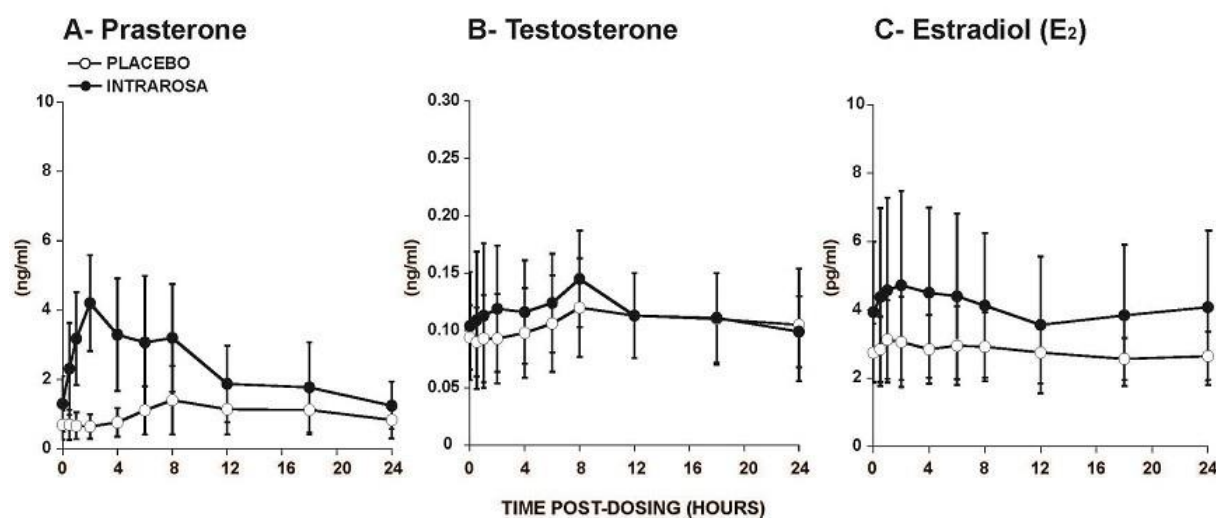 A- Prasterone
PLACEBO
INTRAROSA
10
8
6
4
2
0
(ng/ml)
0 4 8 12 16 20 24
B- Testosterone
0.30
0.25
0.20
0.15
0.10
0.05
0
(ng/ml)
0 4 8 12 16 20 24
C- Estradiol (E2)
10
8
6
4
2
0
(pg/ml)
0 4 8 12 16 20 24
TIME POST-DOSING (HOURS)